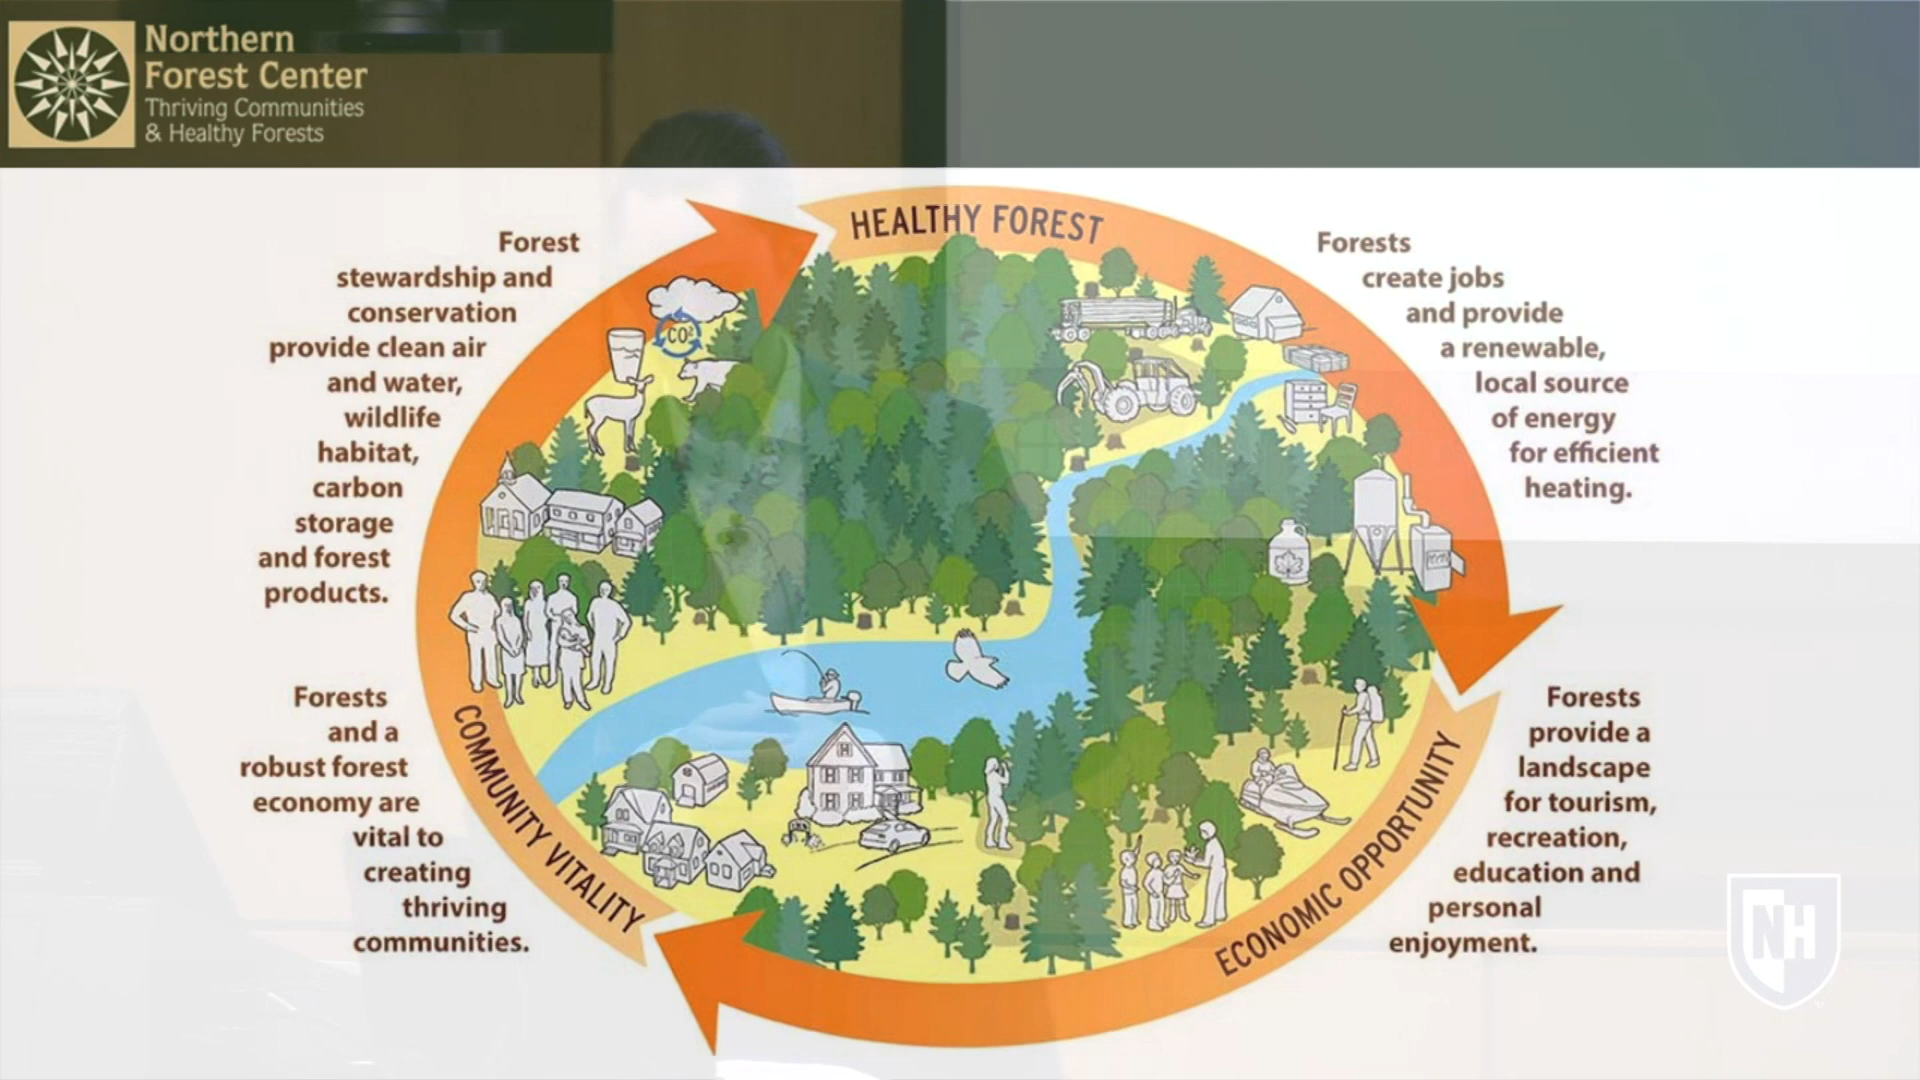 Northern
Forest Center
Thriving Communities
& Healthy Forests
HEALTHY FOREST
Forest
stewardship and
conservation
provide clean air
and water,
wildlife
habitat,
carbon
storage
and forest
products.
Forests
create jobs
and provide
a renewable,
local source
of energy
for efficient
heating.
CO²
Forests
and a
robust forest
economy are
vital to
creating
thriving
communities.
COMMUNITY VITALITY
ECONOMIC OPPORTUNITY
Forests
provide a
landscape
for tourism,
recreation,
education and
personal
enjoyment.
NH